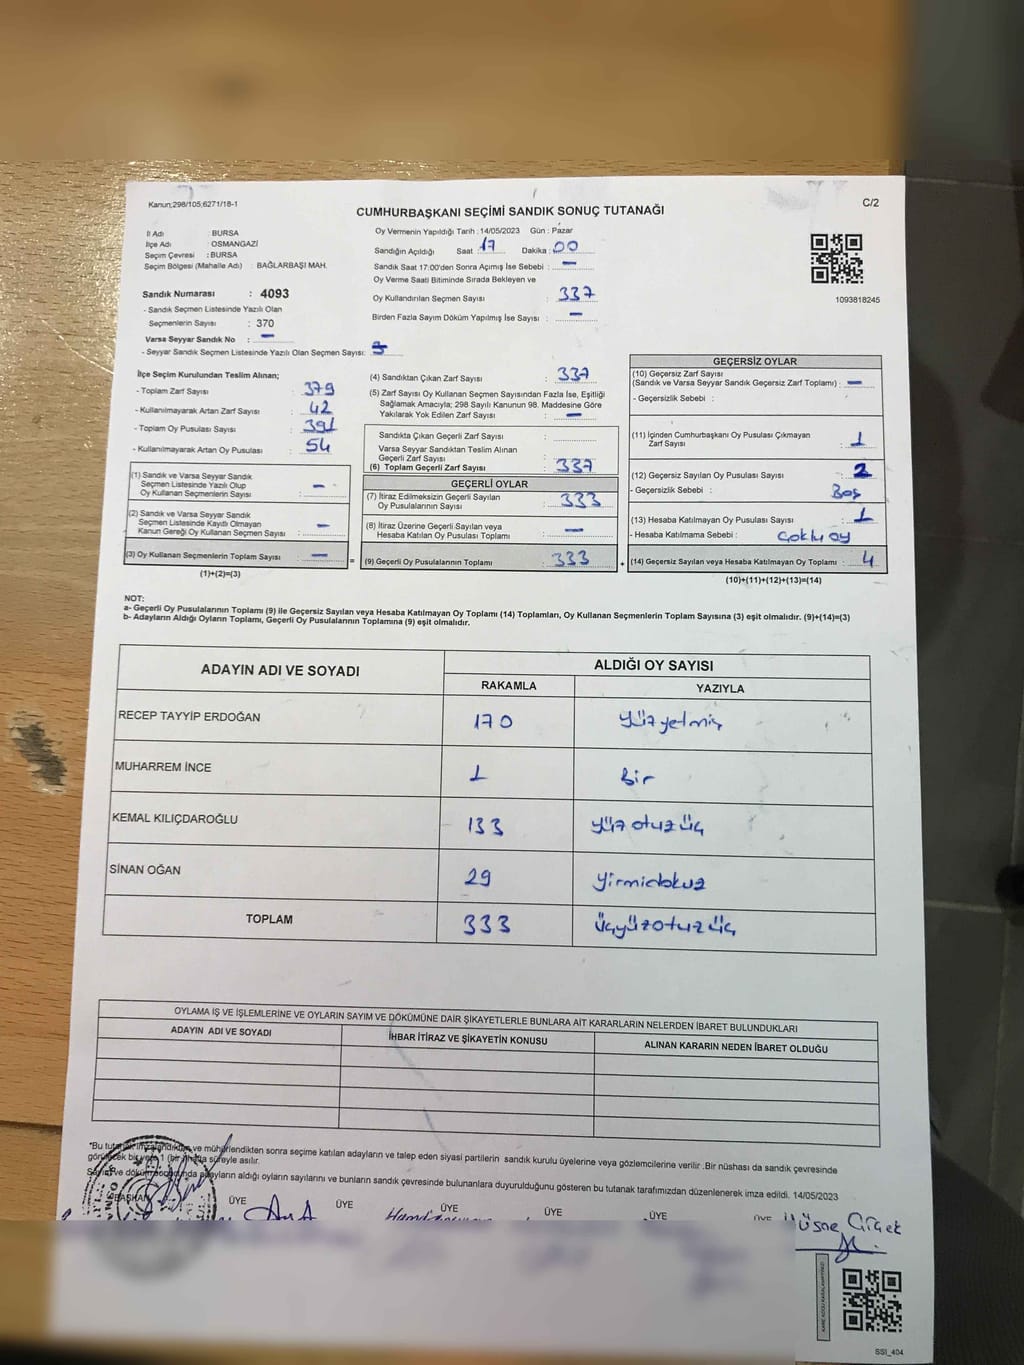 Kanun;298/105,6271/18-1
C/2
CUMHURBAŞKANI SEÇİMİ SANDIK SONUÇ TUTANAĞI
İl Adı : BURSA
İlçe Adı : OSMANGAZİ
Seçim Çevresi : BURSA
Seçim Bölgesi (Mahalle Adı) : BAĞLARBAŞI MAH.
Oy Vermenin Yapıldığı Tarih : 14/05/2023 Gün : Pazar
Sandığın Açıldığı Saat 17 Dakika : 00
Sandık Saat 17:00'den Sonra Açımış İse Sebebi : —
Oy Verme Saati Bitiminde Sırada Bekleyen ve
Oy Kullandırılan Seçmen Sayısı : 337
Birden Fazla Sayım Döküm Yapılmış İse Sayısı : —
1093818245
Sandık Numarası : 4093
- Sandık Seçmen Listesinde Yazılı Olan
Seçmenlerin Sayısı : 370
Varsa Seyyar Sandık No : —
- Seyyar Sandık Seçmen Listesinde Yazılı Olan Seçmen Sayısı:
İlçe Seçim Kurulundan Teslim Alınan;
- Toplam Zarf Sayısı : 379
- Kullanılmayarak Artan Zarf Sayısı : 42
- Toplam Oy Pusulası Sayısı : 391
- Kullanılmayarak Artan Oy Pusulası : 54
(1) Sandık ve Varsa Seyyar Sandık
Seçmen Listesinde Yazılı Olup
Oy Kullanan Seçmenlerin Sayısı : —
(2) Sandık ve Varsa Seyyar Sandık
Seçmen Listesinde Kayıtlı Olmayan
Kanun Gereği Oy Kullanan Seçmen Sayısı : —
(3) Oy Kullanan Seçmenlerin Toplam Sayısı : —
(1)+(2)=(3)
(4) Sandıktan Çıkan Zarf Sayısı : 337
(5) Zarf Sayısı Oy Kullanan Seçmen Sayısından Fazla İse, Eşitliği
Sağlamak Amacıyla; 298 Sayılı Kanunun 98. Maddesine Göre
Yakılarak Yok Edilen Zarf Sayısı : —
Sandıkta Çıkan Geçerli Zarf Sayısı :
Varsa Seyyar Sandıktan Teslim Alınan
Geçerli Zarf Sayısı :
(6) Toplam Geçerli Zarf Sayısı : 337
GEÇERLİ OYLAR
(7) İtiraz Edilmeksizin Geçerli Sayılan
Oy Pusulasının Sayısı : 333
(8) İtiraz Üzerine Geçerli Sayılan veya
Hesaba Katılan Oy Pusulası Toplamı : —
(9) Geçerli Oy Pusulalarının Toplamı : 333
GEÇERSİZ OYLAR
(10) Geçersiz Zarf Sayısı
(Sandık ve Varsa Seyyar Sandık Geçersiz Zarf Toplamı) : —
- Geçersizlik Sebebi :
(11) İçinden Cumhurbaşkanı Oy Pusulası Çıkmayan
Zarf Sayısı : 1
(12) Geçersiz Sayılan Oy Pusulası Sayısı : 2
- Geçersizlik Sebebi : Boş
(13) Hesaba Katılmayan Oy Pusulası Sayısı : 1
- Hesaba Katılmama Sebebi : Çoklu oy
(14) Geçersiz Sayılan veya Hesaba Katılmayan Oy Toplamı : 4
(10)+(11)+(12)+(13)=(14)
NOT:
a- Geçerli Oy Pusulalarının Toplamı (9) ile Geçersiz Sayılan veya Hesaba Katılmayan Oy Toplamı (14) Toplamları, Oy Kullanan Seçmenlerin Toplam Sayısına (3) eşit olmalıdır. (9)+(14)=(3)
b- Adayların Aldığı Oyların Toplamı, Geçerli Oy Pusulalarının Toplamına (9) eşit olmalıdır.
ADAYIN ADI VE SOYADI
ALDIĞI OY SAYISI
RAKAMLA YAZIYLA
RECEP TAYYİP ERDOĞAN 170 yüzyetmiş
MUHARREM İNCE 1 Bir
KEMAL KILIÇDAROĞLU 133 yüzotuzüç
SİNAN OĞAN 29 yirmidokuz
TOPLAM 333 üçyüzotuzüç
OYLAMA İŞ VE İŞLEMLERİNE VE OYLARIN SAYIM VE DÖKÜMÜNE DAİR ŞİKAYETLERLE BUNLARA AİT KARARLARIN NELERDEN İBARET BULUNDUKLARI
ADAYIN ADI VE SOYADI İHBAR İTİRAZ VE ŞİKAYETİN KONUSU ALINAN KARARIN NEDEN İBARET OLDUĞU
*Bu ve mühürlendikten sonra seçime katılan adayların ve talep eden siyasi partilerin sandık kurulu üyelerine veya gözlemcilerine verilir .Bir nüshası da sandık çevresinde
süreyle asılır.
adayların aldığı oyların sayılarını ve bunların sandık çevresinde bulunanlara duyurulduğunu gösteren bu tutanak tarafımızdan düzenlenerek imza edildi. 14/05/2023
BAŞKAN ÜYE ÜYE ÜYE ÜYE ÜYE ÜYE
Hüsne Çiçek
SSI_404